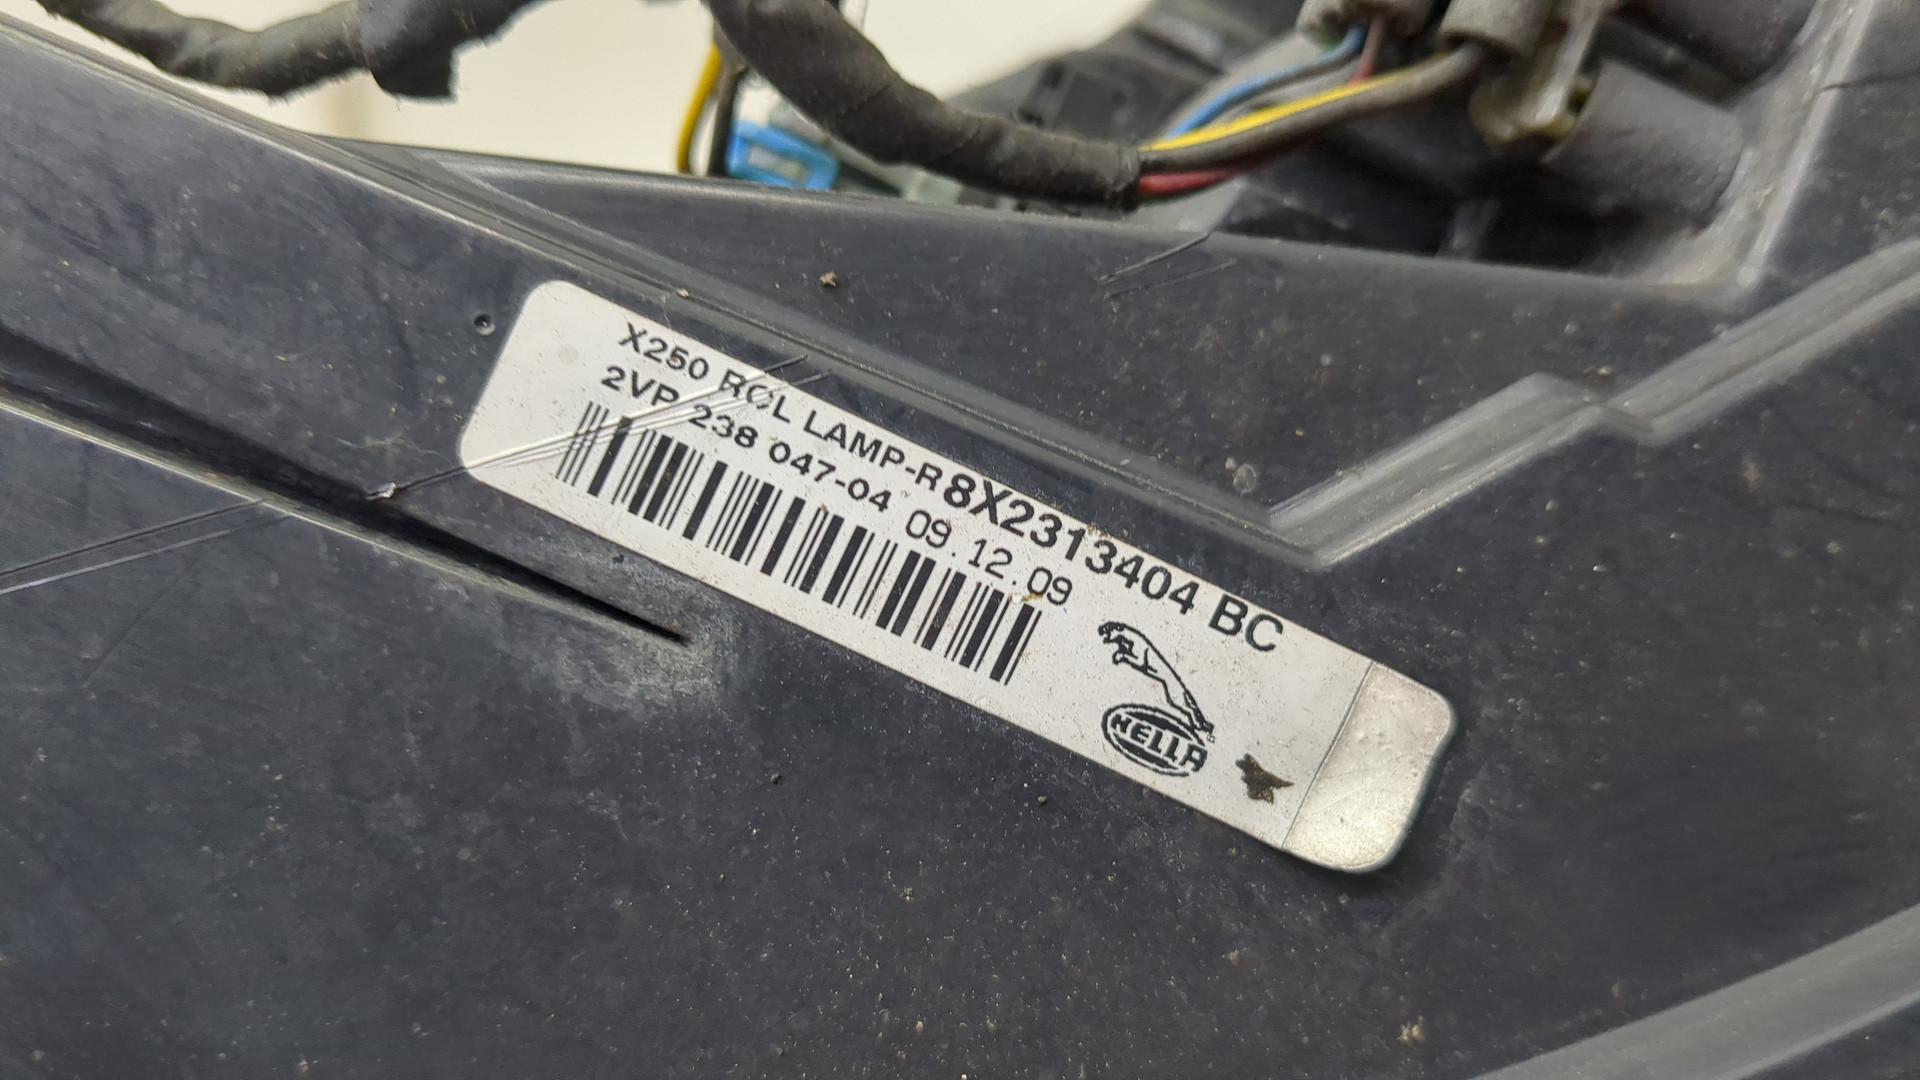 X250 RCL LAMP-R 8X2313404 BC
2VP 238 047-04 09.12.09
HELLA